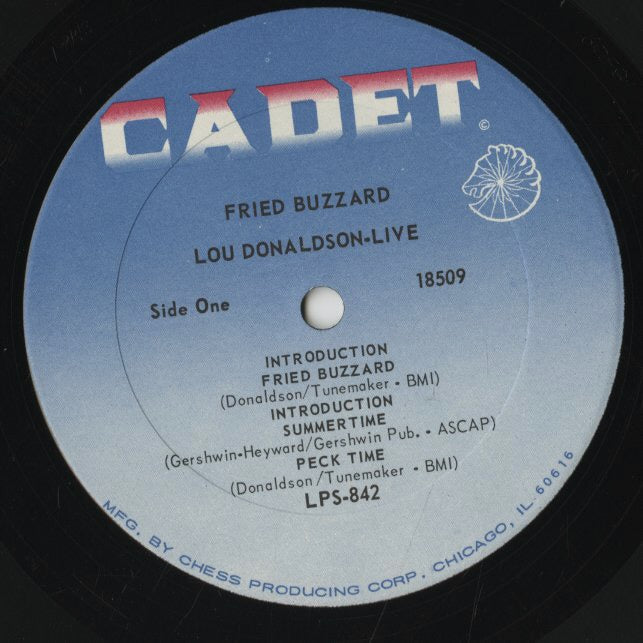 CADET
©
FRIED BUZZARD
LOU DONALDSON-LIVE
Side One
18509
INTRODUCTION
FRIED BUZZARD
(Donaldson/Tunemaker - BMI)
INTRODUCTION
SUMMERTIME
(Gershwin-Heyward/Gershwin Pub. - ASCAP)
PECK TIME
(Donaldson/Tunemaker - BMI)
LPS-842
MFG. BY CHESS PRODUCING CORP. CHICAGO, IL. 60616